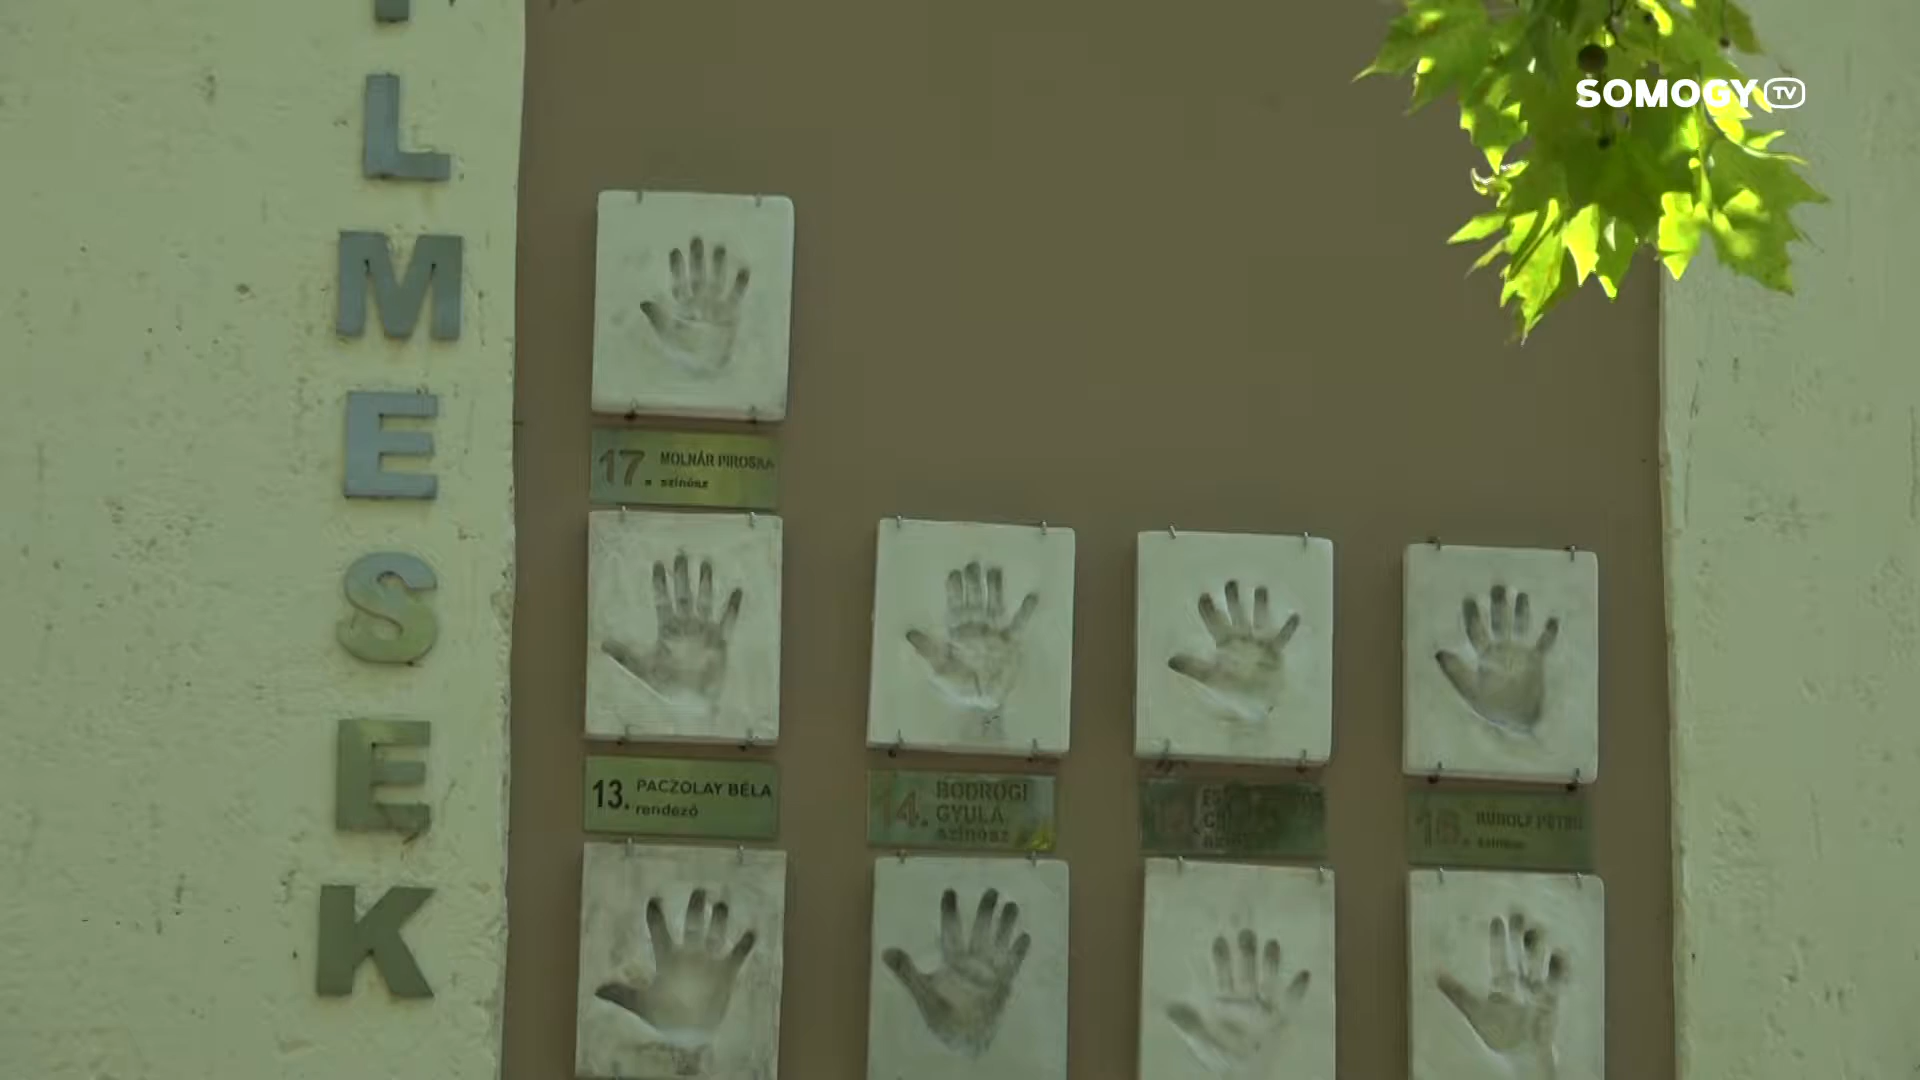 SOMOGY TV
L
M
E
S
E
K
17. MOLNÁR PIROSKA
színész
13. PACZOLAY BÉLA
rendező
14. BODROGI
GYULA
színész
RUDOLF PÉTER
színész